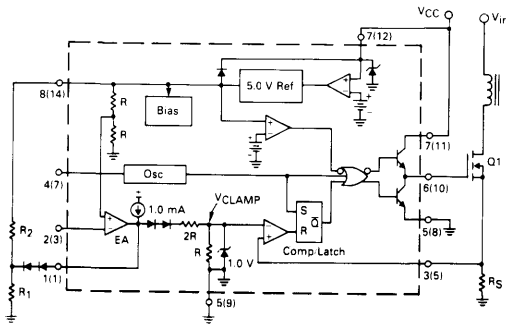 VCC
Vin
7(12)
8(14)
5.0 V Ref
+
−
Bias
R
R
+
−
7(11)
Q1
4(7)
Osc
6(10)
VCLAMP
1.0 mA
S
Q̅
5(8)
2(3)
+
−
EA
2R
R
−
+
R
R2
1.0 V
Comp/Latch
3(5)
1(1)
R1
5(9)
RS